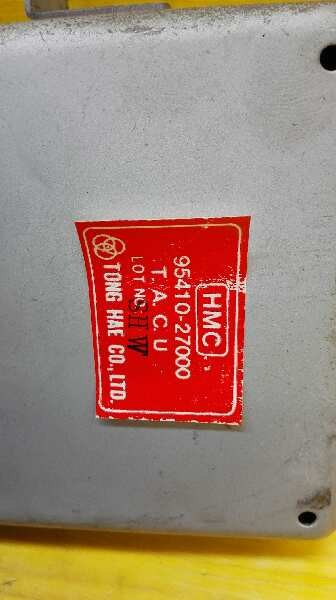 HMC
95410-27000
T. A. C. U
LOT NO.
TONG HAE CO., LTD.